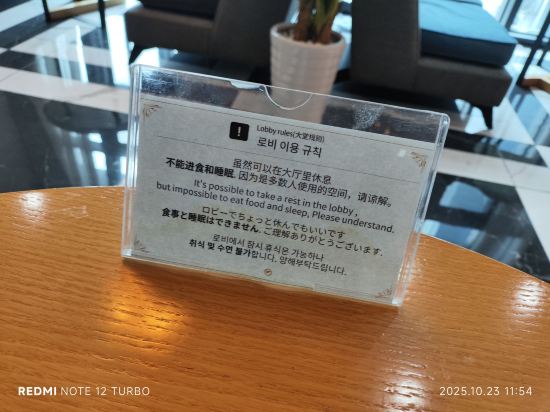 !
Lobby rules(大堂规则)
로비 이용 규칙
虽然可以在大厅里休息
不能进食和睡眠. 因为是多数人使用的空间，请谅解。
It's possible to take a rest in the lobby ,
but impossible to eat food and sleep, Please understand.
ロビーでちょっと休んでもいいです
食事と睡眠はできません. ご理解ありがとうございます.
로비에서 잠시 휴식은 가능하나
취식 및 수면 불가합니다. 양해부탁드립니다.
REDMI NOTE 12 TURBO
2025.10.23 11:54